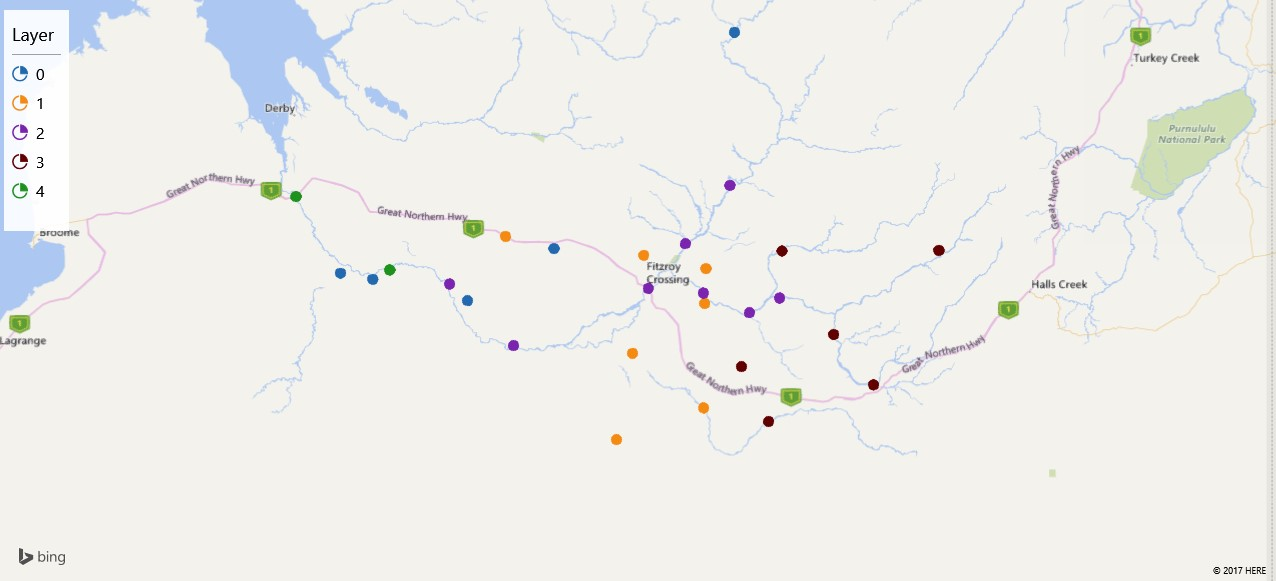 Layer
0
1
2
3
4
1
Turkey Creek
Derby
Purnululu
National Park
Great Northern Hwy
1
Great Northern Hwy
1
Great Northern Hwy
Broome
Fitzroy
Crossing
Halls Creek
1
1
Lagrange
Great Northern Hwy
Great Northern Hwy
1
bing
© 2017 HERE